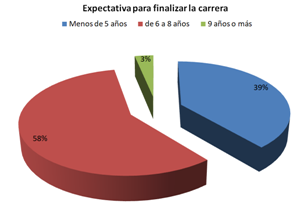 Expectativa para finalizar la carrera
Menos de 5 años de 6 a 8 años 9 años o más
3%
39%
58%